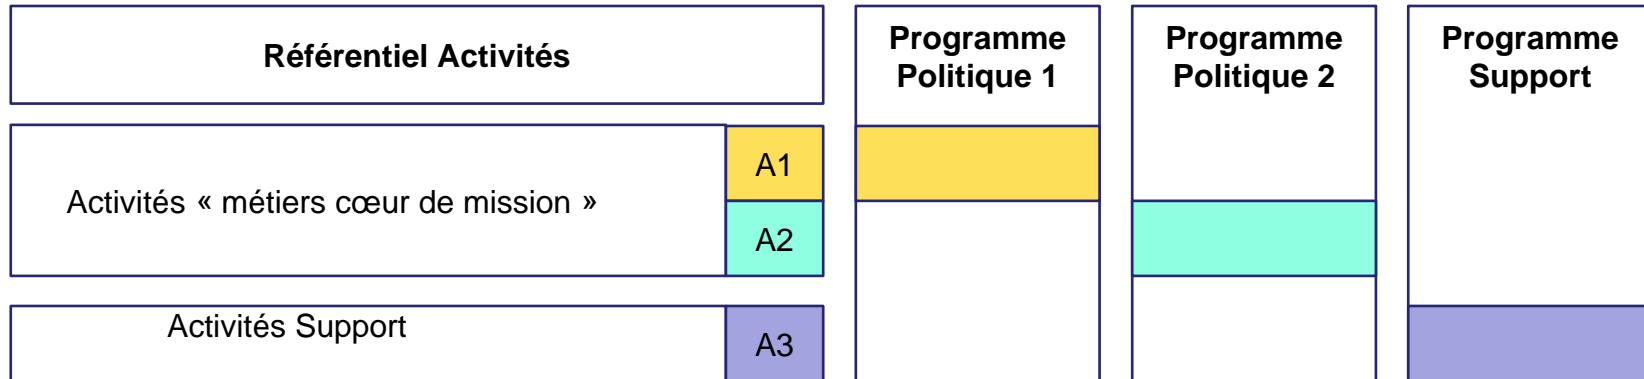 Référentiel Activités
Programme
Politique 1
Programme
Politique 2
Programme
Support
Activités « métiers cœur de mission »
A1
A2
Activités Support
A3